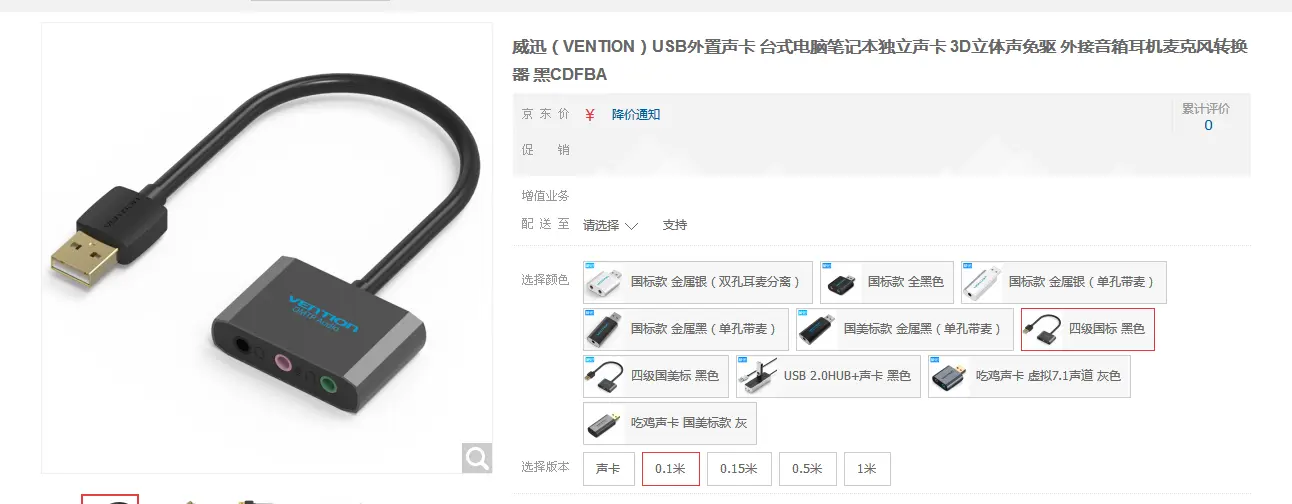 威迅（VENTION）USB外置声卡 台式电脑笔记本独立声卡 3D立体声免驱 外接音箱耳机麦克风转换
器 黑CDFBA
京 东 价 ￥ 降价通知
累计评价
0
促 销
增值业务
配 送 至 请选择 支持
选择颜色 国标款 金属银（双孔耳麦分离） 国标款 全黑色 国标款 金属银（单孔带麦）
国标款 金属黑（单孔带麦） 国美标款 金属黑（单孔带麦） 四级国标 黑色
四级国美标 黑色 USB 2.0HUB+声卡 黑色 吃鸡声卡 虚拟7.1声道 灰色
吃鸡声卡 国美标款 灰
选择版本 声卡 0.1米 0.15米 0.5米 1米
VENTION
VENTION